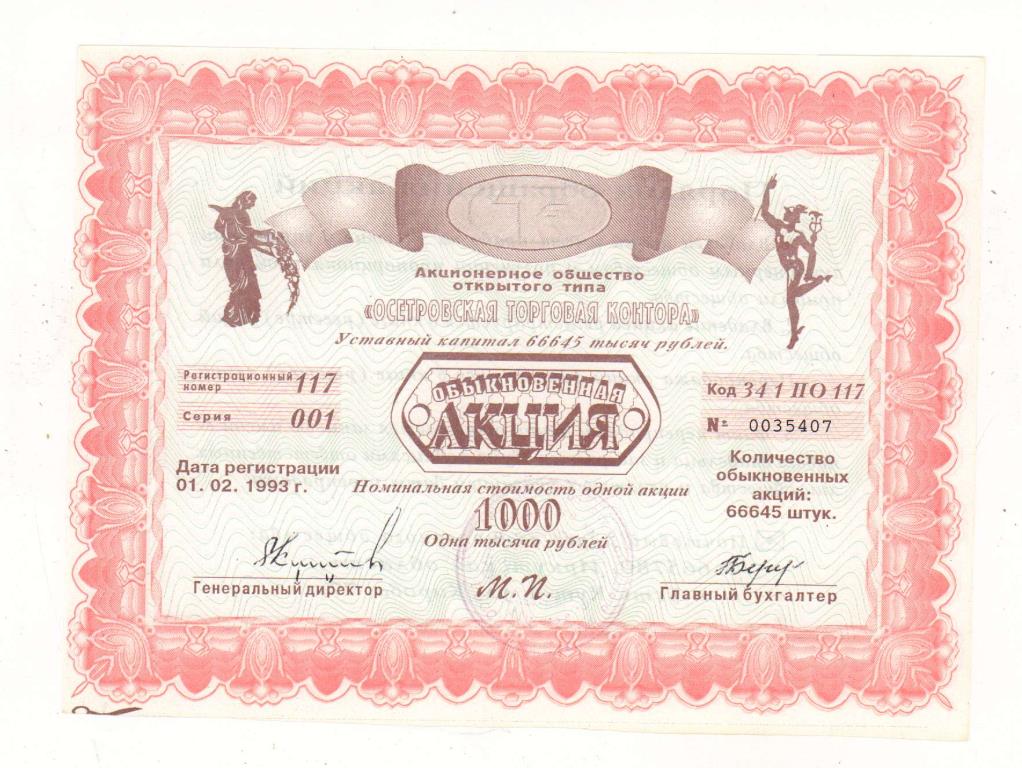 Акционерное общество
открытого типа
«ОСЕТРОВСКАЯ ТОРГОВАЯ КОНТОРА»
Уставный капитал 66645 тысяч рублей.
Регистрационный номер 117
Серия 001
ОБЫКНОВЕННАЯ
АКЦИЯ
Код 341 ПО 117
№ 0035407
Дата регистрации
01. 02. 1993 г.
Номинальная стоимость одной акции
1000
Одна тысяча рублей
Количество
обыкновенных
акций:
66645 штук.
Генеральный директор
М.П.
Главный бухгалтер